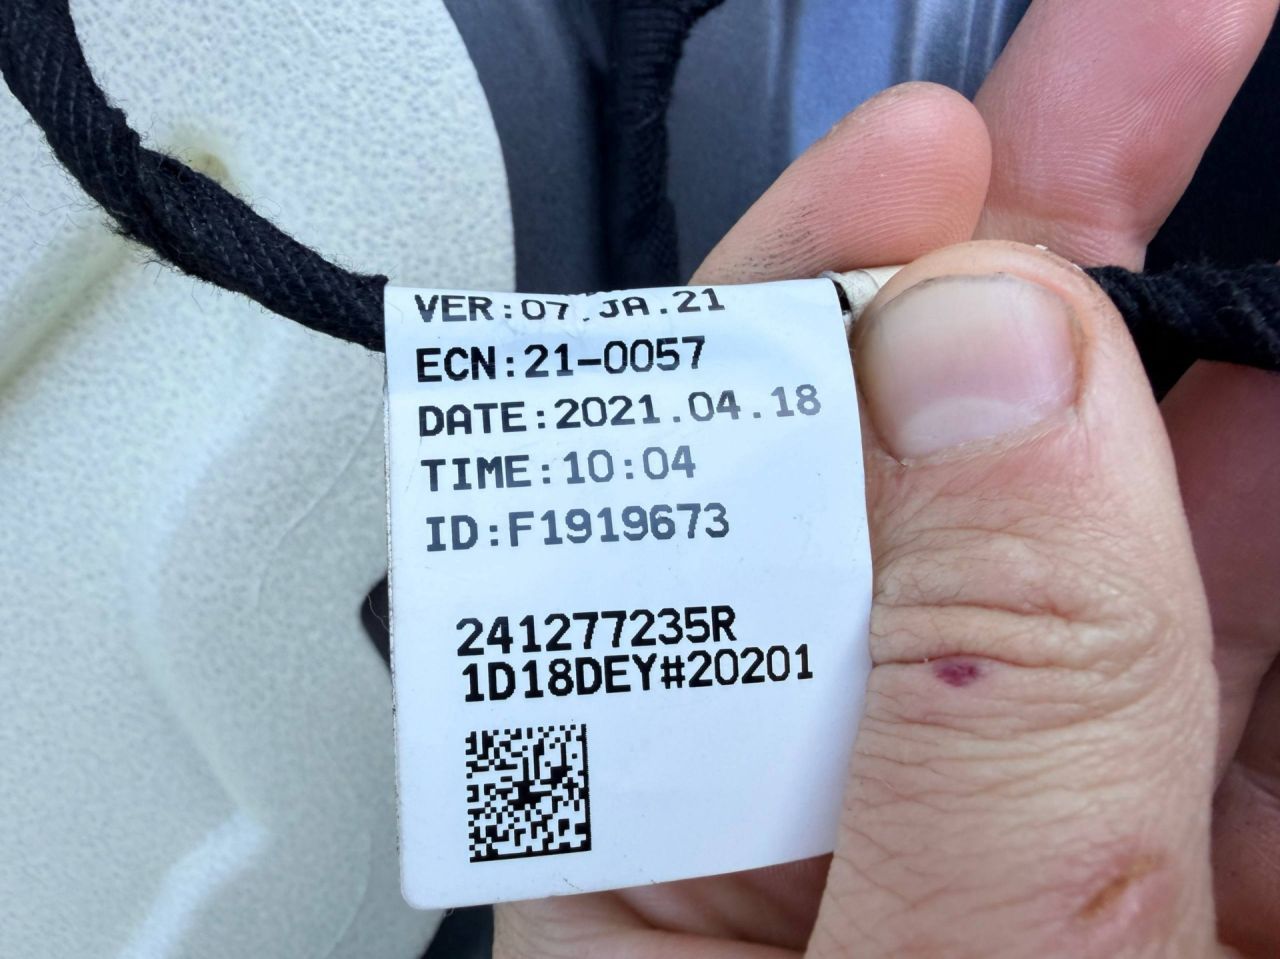 VER:07.JA.21
ECN:21-0057
DATE:2021.04.18
TIME:10:04
ID:F1919673
241277235R
1D18DEY#20201